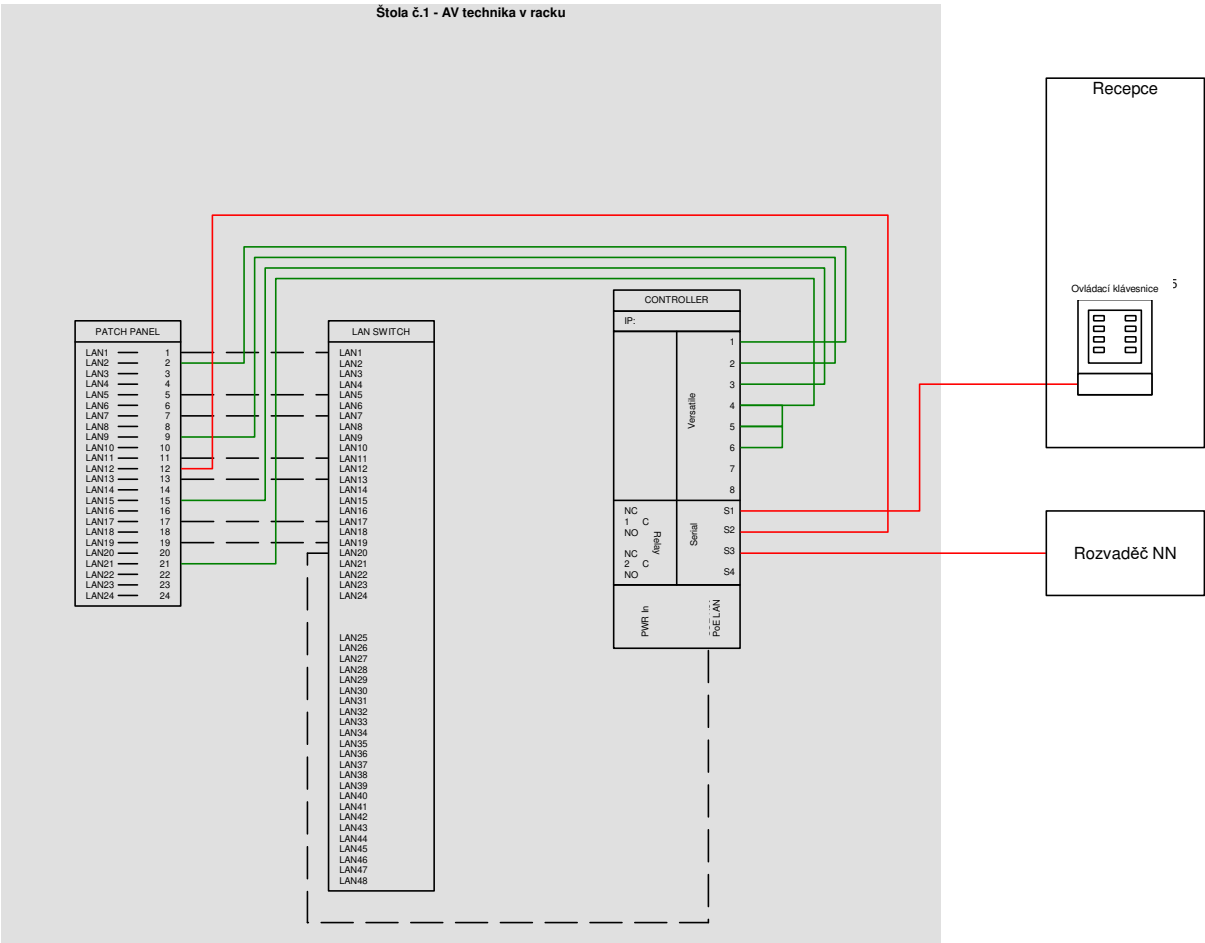 Štola č.1 - AV technika v racku
Recepce
Ovládací klávesnice
5
Rozvaděč NN
PATCH PANEL
LAN1 1
LAN2 2
LAN3 3
LAN4 4
LAN5 5
LAN6 6
LAN7 7
LAN8 8
LAN9 9
LAN10 10
LAN11 11
LAN12 12
LAN13 13
LAN14 14
LAN15 15
LAN16 16
LAN17 17
LAN18 18
LAN19 19
LAN20 20
LAN21 21
LAN22 22
LAN23 23
LAN24 24
LAN SWITCH
LAN1
LAN2
LAN3
LAN4
LAN5
LAN6
LAN7
LAN8
LAN9
LAN10
LAN11
LAN12
LAN13
LAN14
LAN15
LAN16
LAN17
LAN18
LAN19
LAN20
LAN21
LAN22
LAN23
LAN24
LAN25
LAN26
LAN27
LAN28
LAN29
LAN30
LAN31
LAN32
LAN33
LAN34
LAN35
LAN36
LAN37
LAN38
LAN39
LAN40
LAN41
LAN42
LAN43
LAN44
LAN45
LAN46
LAN47
LAN48
CONTROLLER
IP:
Versatile
1
2
3
4
5
6
7
8
NC
1 C
NO
NC
2 C
NO
Relay
Serial
S1
S2
S3
S4
PWR In
PoE LAN